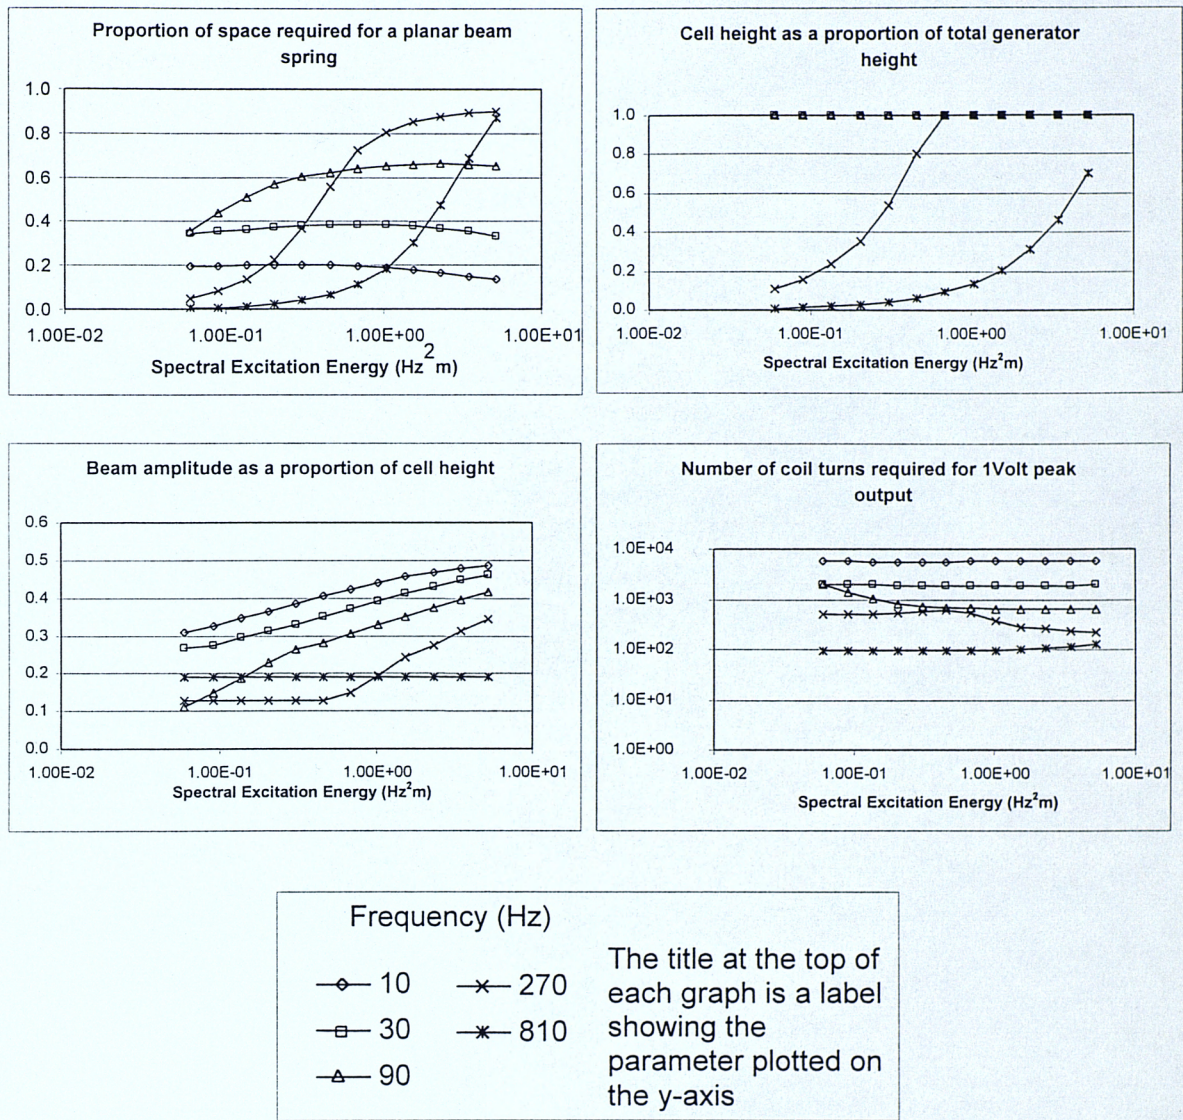 Proportion of space required for a planar beam
spring
1.0
0.8
0.6
0.4
0.2
0.0
1.00E-02 1.00E-01 1.00E+00 1.00E+01
Spectral Excitation Energy (Hz²m)
Cell height as a proportion of total generator
height
1.0
0.8
0.6
0.4
0.2
0.0
1.00E-02 1.00E-01 1.00E+00 1.00E+01
Spectral Excitation Energy (Hz²m)
Beam amplitude as a proportion of cell height
0.6
0.5
0.4
0.3
0.2
0.1
0.0
1.00E-02 1.00E-01 1.00E+00 1.00E+01
Spectral Excitation Energy (Hz²m)
Number of coil turns required for 1Volt peak
output
1.0E+04
1.0E+03
1.0E+02
1.0E+01
1.0E+00
1.00E-02 1.00E-01 1.00E+00 1.00E+01
Spectral Excitation Energy (Hz²m)
Frequency (Hz)
10 270
30 810
90
The title at the top of
each graph is a label
showing the
parameter plotted on
the y-axis